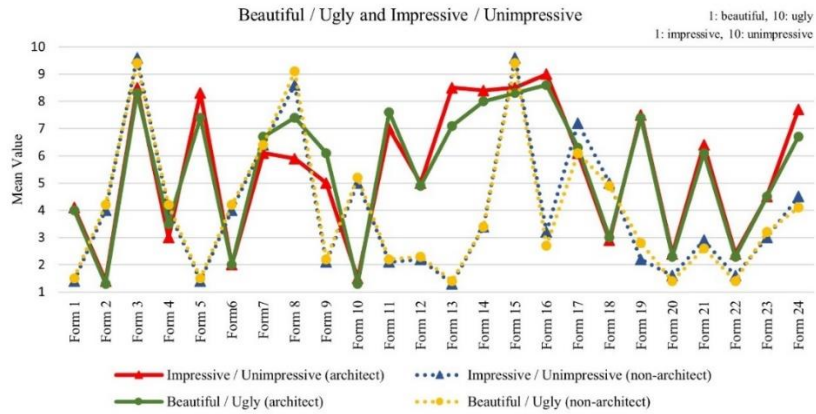 Beautiful / Ugly and Impressive / Unimpressive
1: beautiful, 10: ugly
1: impressive, 10: unimpressive
Mean Value
10
9
8
7
6
5
4
3
2
1
Form 1
Form 2
Form 3
Form 4
Form 5
Form6
Form7
Form 8
Form 9
Form 10
Form 11
Form 12
Form 13
Form 14
Form 15
Form 16
Form 17
Form 18
Form 19
Form 20
Form 21
Form 22
Form 23
Form 24
Impressive / Unimpressive (architect)
Impressive / Unimpressive (non-architect)
Beautiful / Ugly (architect)
Beautiful / Ugly (non-architect)